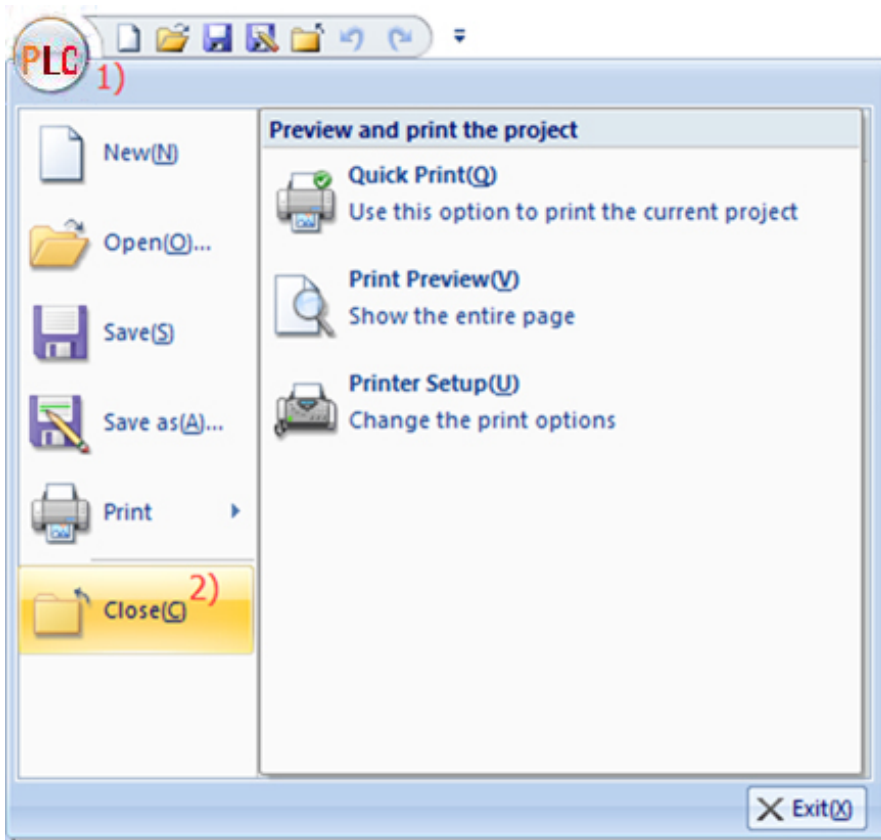 PLC
1)
New(N)
Open(O)...
Save(S)
Save as(A)...
Print
Close(C)
2)
Preview and print the project
Quick Print(Q)
Use this option to print the current project
Print Preview(V)
Show the entire page
Printer Setup(U)
Change the print options
Exit(X)